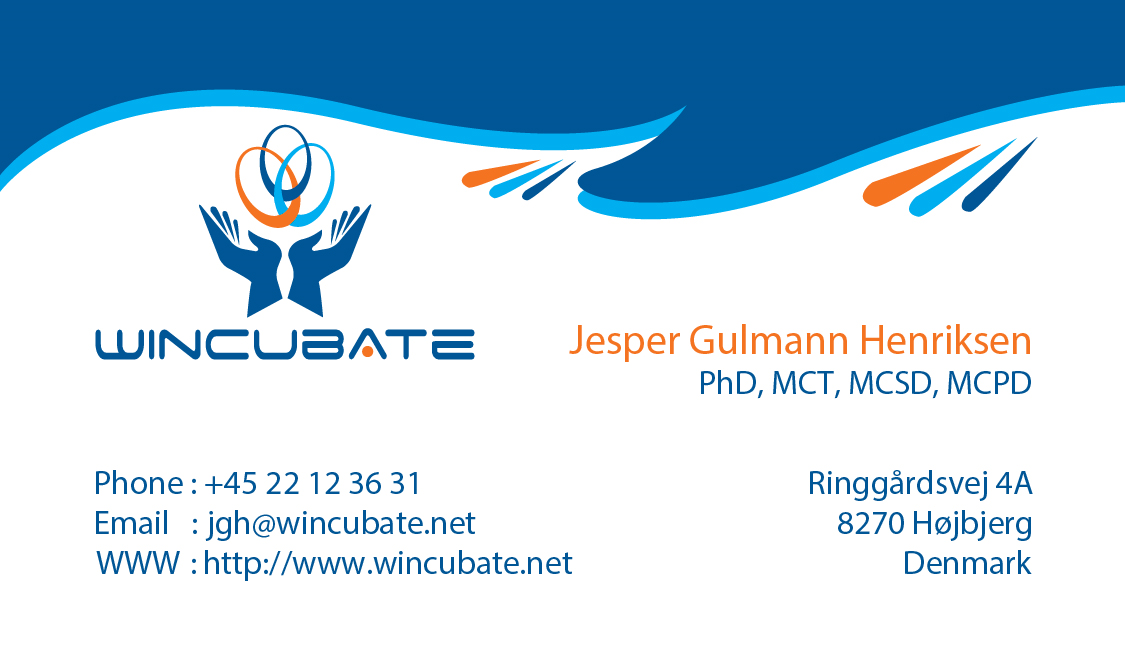 WINCUBATE
Jesper Gulmann Henriksen
PhD, MCT, MCSD, MCPD
Phone : +45 22 12 36 31
Email : jgh@wincubate.net
WWW : http://www.wincubate.net
Ringgårdsvej 4A
8270 Højbjerg
Denmark